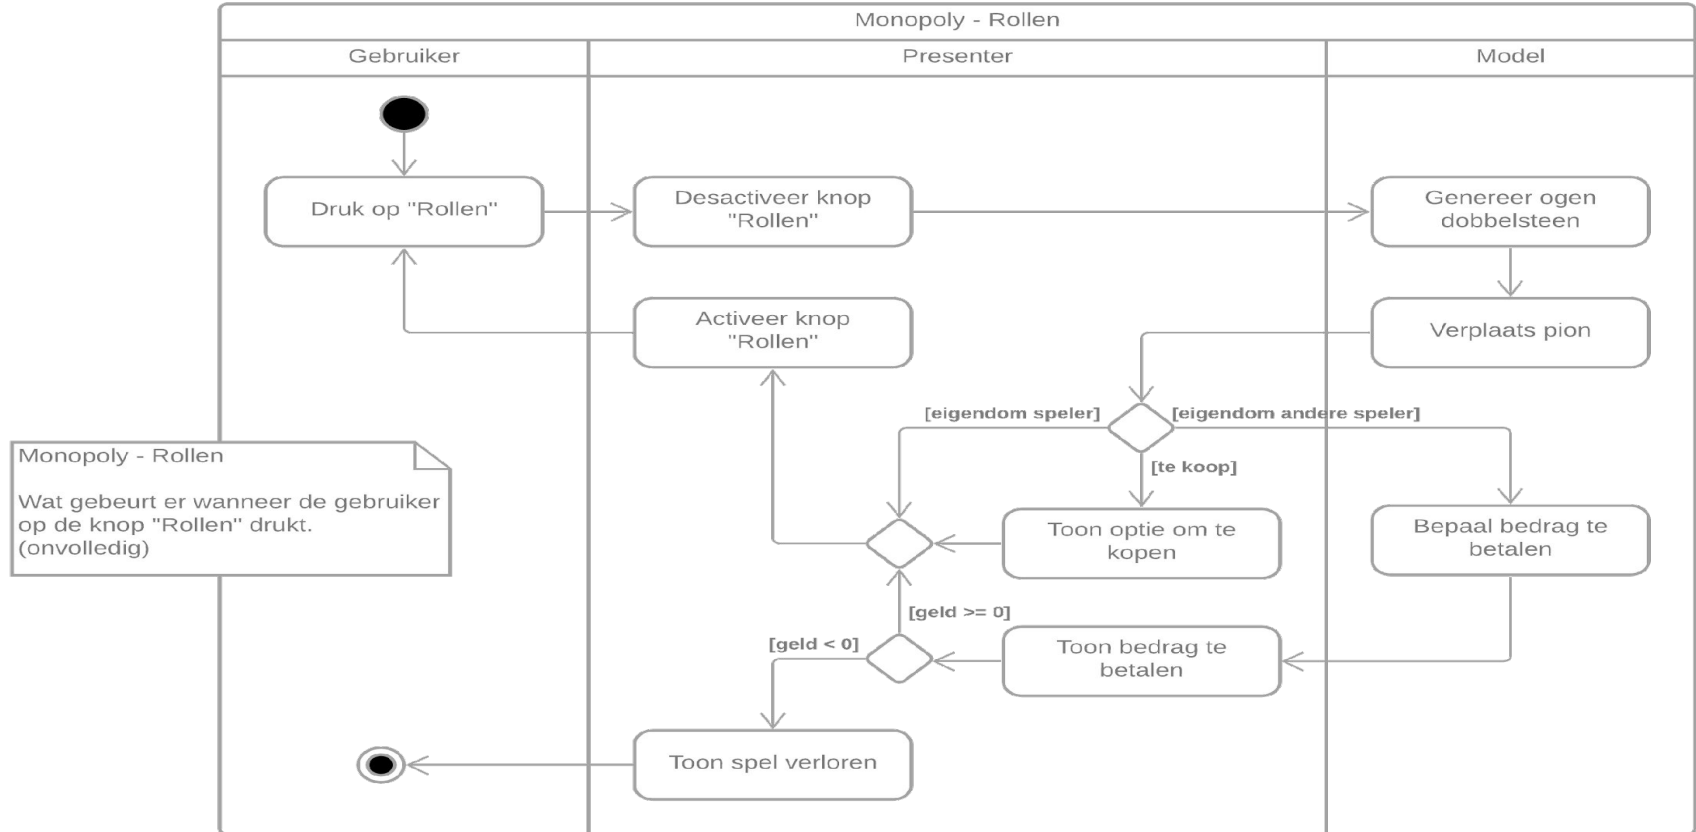 Monopoly - Rollen
Gebruiker
Presenter
Model
Druk op "Rollen"
Desactiveer knop
"Rollen"
Genereer ogen
dobbelsteen
Activeer knop
"Rollen"
Verplaats pion
[eigendom speler]
[eigendom andere speler]
[te koop]
Monopoly - Rollen
Wat gebeurt er wanneer de gebruiker
op de knop "Rollen" drukt.
(onvolledig)
Toon optie om te
kopen
Bepaal bedrag te
betalen
[geld >= 0]
[geld < 0]
Toon bedrag te
betalen
Toon spel verloren